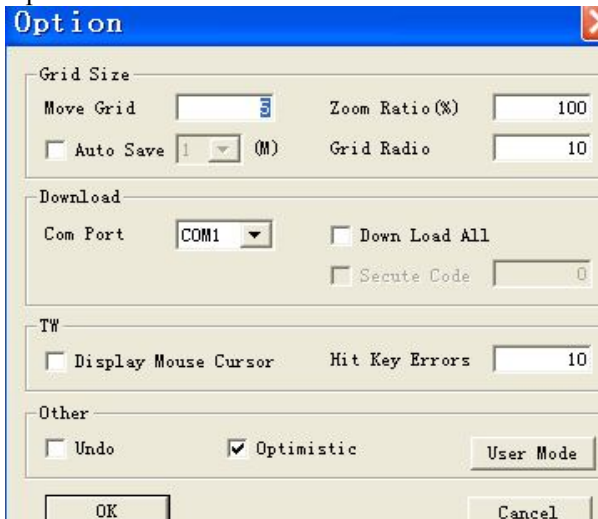 Option
Grid Size
Move Grid 5 Zoom Ratio(%) 100
Auto Save 1 (M) Grid Radio 10
Download
Com Port COM1 Down Load All
Secute Code 0
TW
Display Mouse Cursor Hit Key Errors 10
Other
Undo Optimistic User Mode
OK Cancel